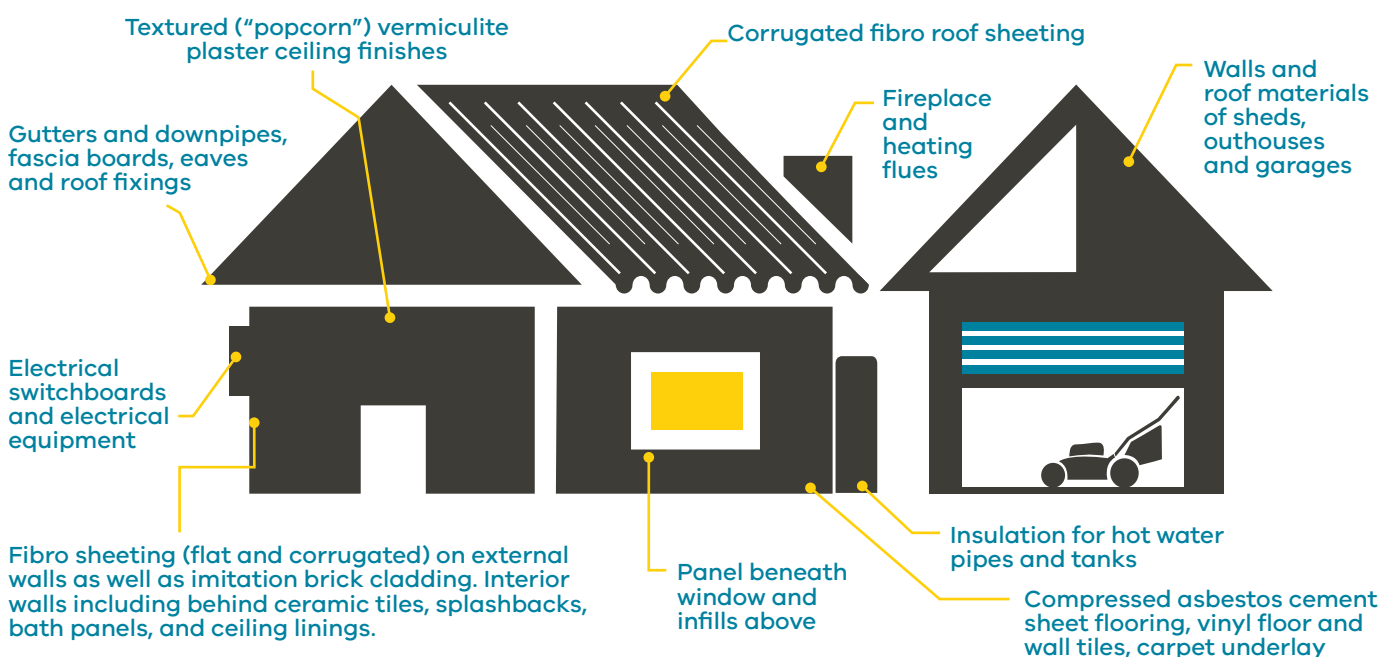 Textured (“popcorn”) vermiculite
plaster ceiling finishes
Corrugated fibro roof sheeting
Walls and
roof materials
of sheds,
outhouses
and garages
Fireplace
and
heating
flues
Gutters and downpipes,
fascia boards, eaves
and roof fixings
Electrical
switchboards
and electrical
equipment
Fibro sheeting (flat and corrugated) on external
walls as well as imitation brick cladding. Interior
walls including behind ceramic tiles, splashbacks,
bath panels, and ceiling linings.
Panel beneath
window and
infills above
Insulation for hot water
pipes and tanks
Compressed asbestos cement
sheet flooring, vinyl floor and
wall tiles, carpet underlay